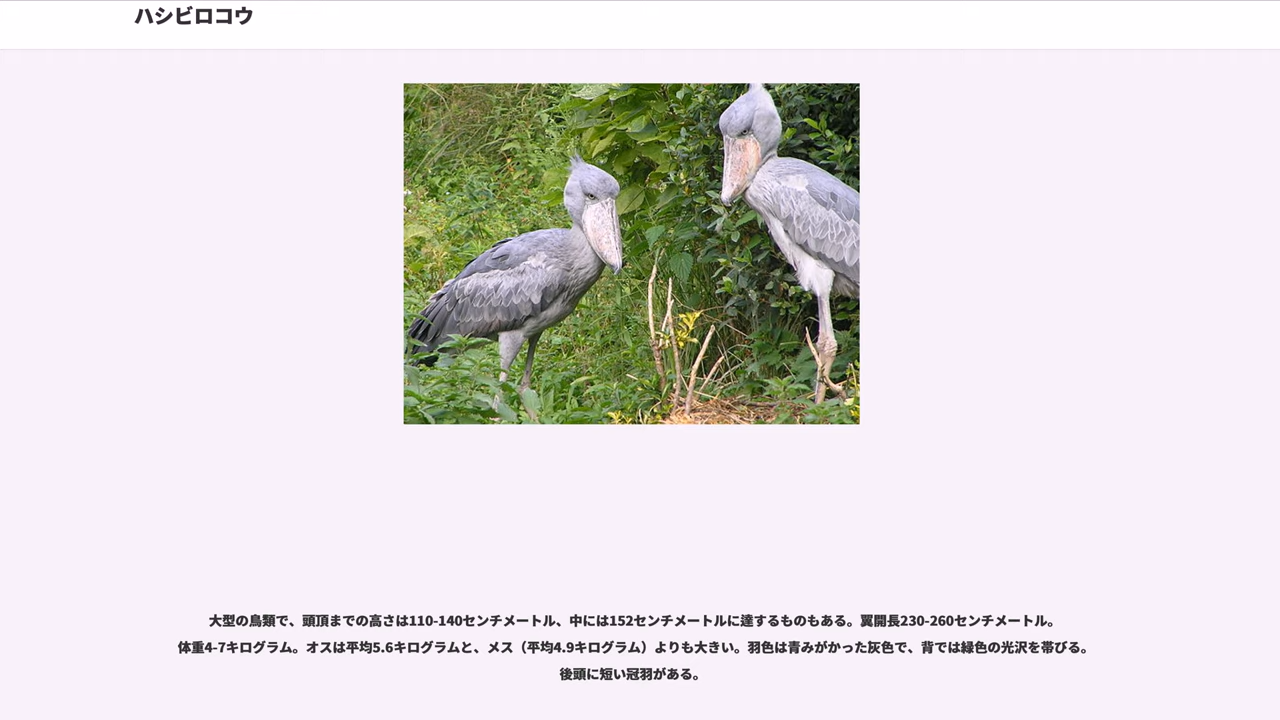 ハシビロコウ
大型の鳥類で、頭頂までの高さは110-140センチメートル、中には152センチメートルに達するものもある。翼開長230-260センチメートル。
体重4-7キログラム。オスは平均5.6キログラムと、メス（平均4.9キログラム）よりも大きい。羽色は青みがかった灰色で、背では緑色の光沢を帯びる。
後頭に短い冠羽がある。